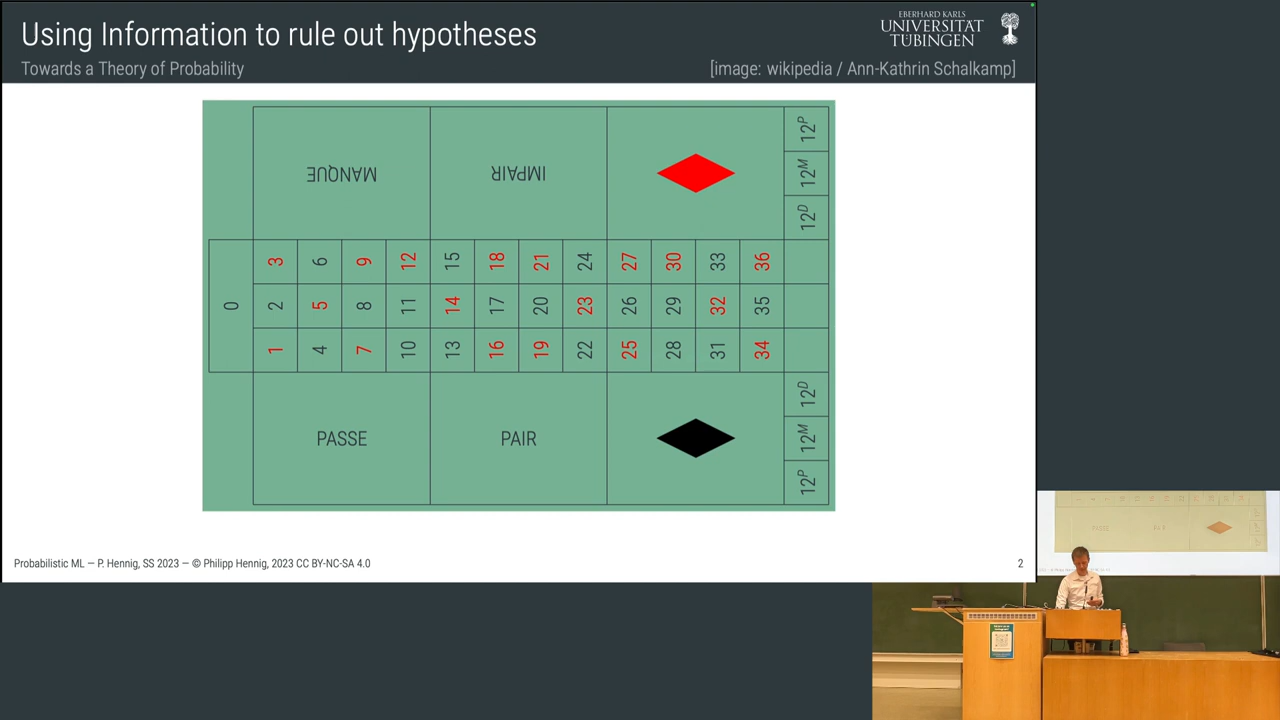 Using Information to rule out hypotheses
Towards a Theory of Probability
EBERHARD KARLS
UNIVERSITÄT
TÜBINGEN
[image: wikipedia / Ann-Kathrin Schalkamp]
MANQUE IMPAIR 12P 12M 12D
0
3 6 9 12 15 18 21 24 27 30 33 36
2 5 8 11 14 17 20 23 26 29 32 35
1 4 7 10 13 16 19 22 25 28 31 34
PASSE PAIR 12D 12M 12P
Probabilistic ML — P. Hennig, SS 2023 — © Philipp Hennig, 2023 CC BY-NC-SA 4.0
2
PASSE